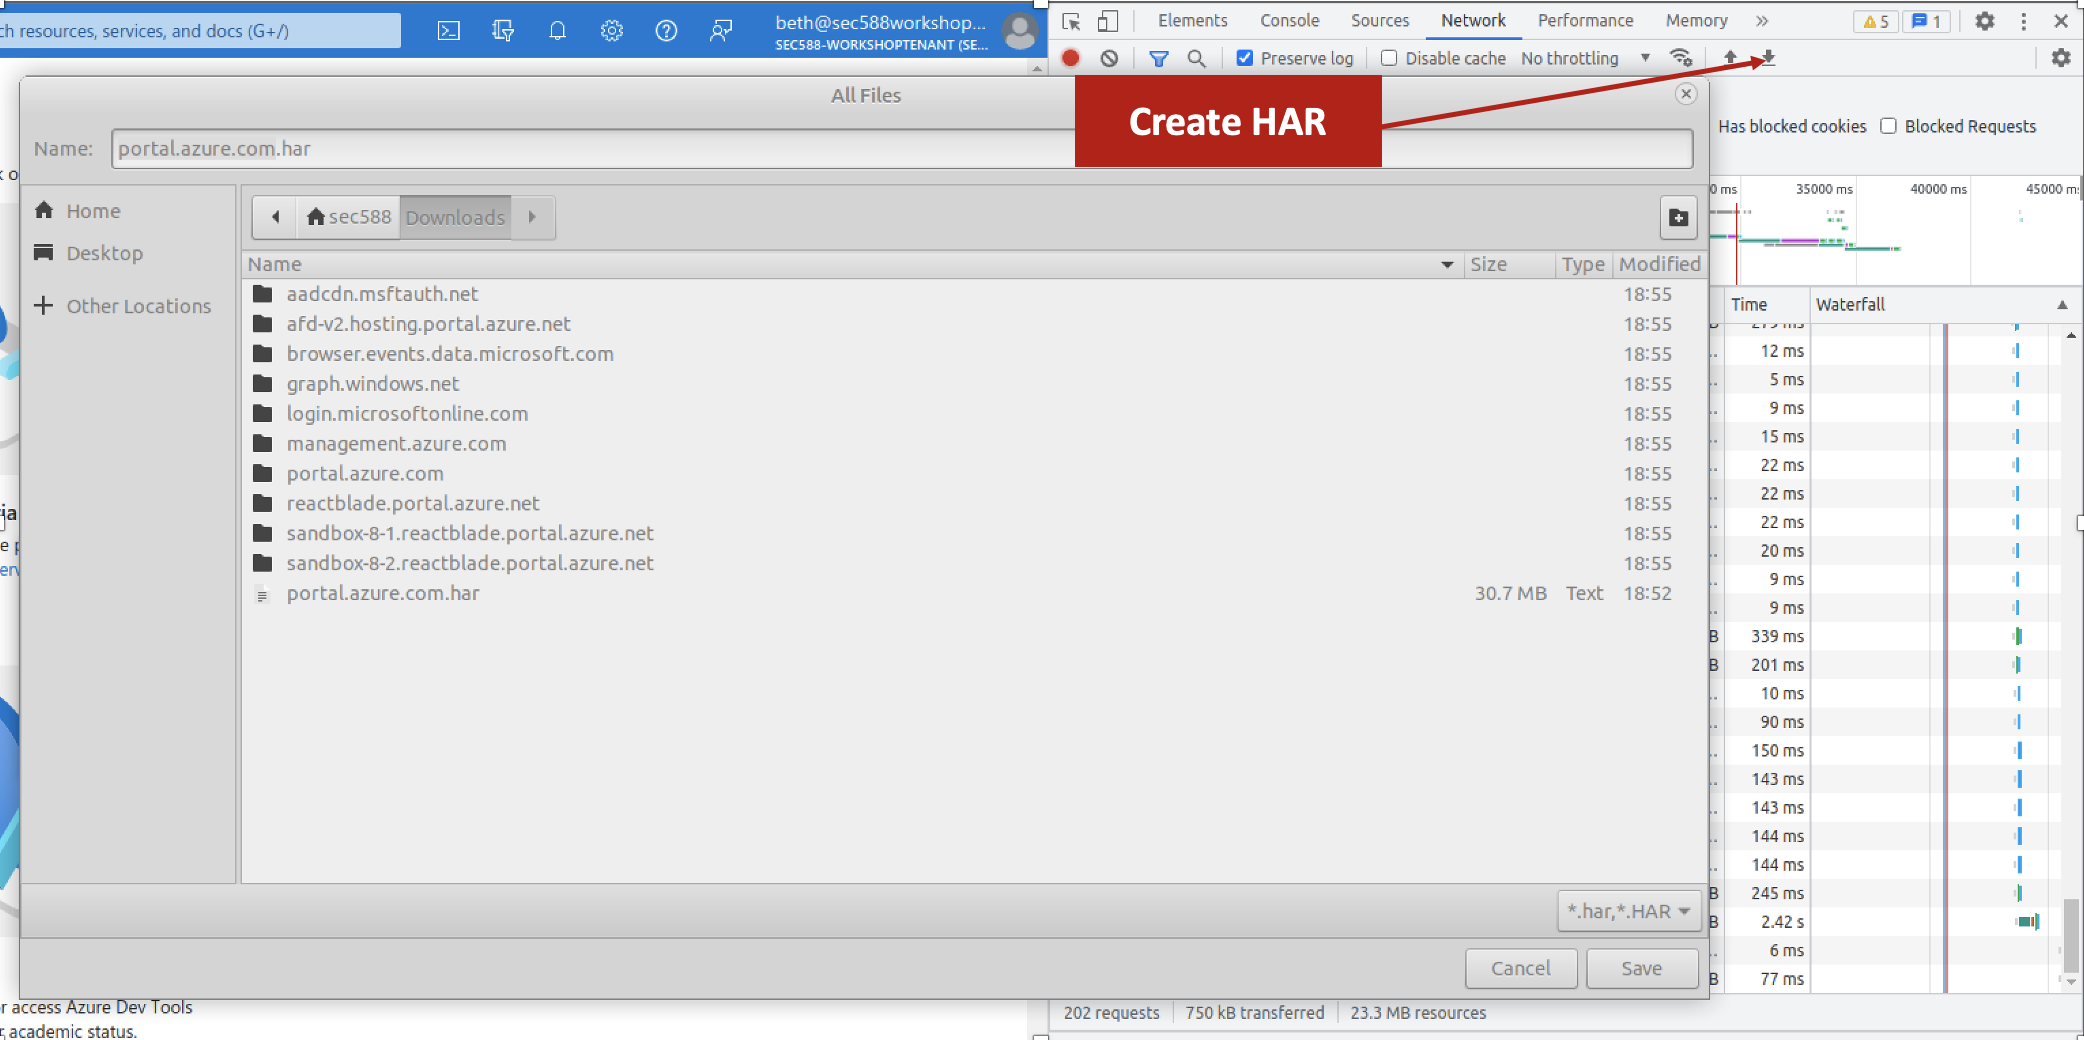 ch resources, services, and docs (G+/)
beth@sec588workshop...
SEC588-WORKSHOPTENANT (SE...
Elements Console Sources Network Performance Memory
5 1
Preserve log Disable cache No throttling
Create HAR
All Files
Name: portal.azure.com.har
Has blocked cookies Blocked Requests
0 ms 35000 ms 40000 ms 45000 m
Home
Desktop
Other Locations
sec588 Downloads
Name Size Type Modified
aadcdn.msftauth.net 18:55
afd-v2.hosting.portal.azure.net 18:55
browser.events.data.microsoft.com 18:55
graph.windows.net 18:55
login.microsoftonline.com 18:55
management.azure.com 18:55
portal.azure.com 18:55
reactblade.portal.azure.net 18:55
sandbox-8-1.reactblade.portal.azure.net 18:55
sandbox-8-2.reactblade.portal.azure.net 18:55
portal.azure.com.har 30.7 MB Text 18:52
*.har,*.HAR
Cancel Save
Time Waterfall
12 ms
5 ms
9 ms
15 ms
22 ms
22 ms
22 ms
20 ms
9 ms
9 ms
B 339 ms
B 201 ms
10 ms
90 ms
150 ms
143 ms
143 ms
144 ms
144 ms
B 245 ms
B 2.42 s
6 ms
B 77 ms
202 requests 750 kB transferred 23.3 MB resources
r access Azure Dev Tools
r academic status.